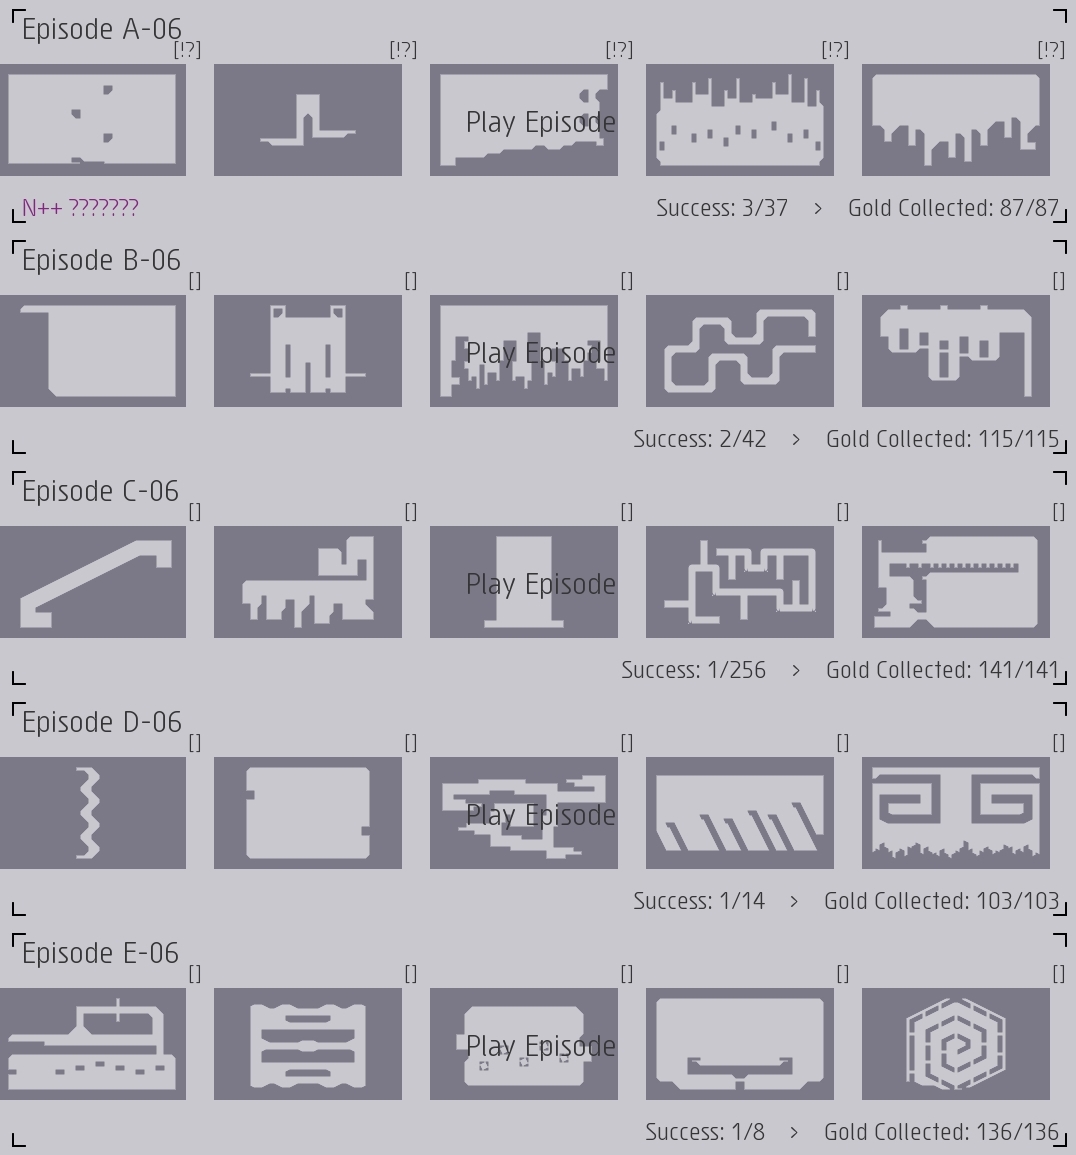 Episode A-06
[!?] [!?] [!?] [!?] [!?]
Play Episode
N++ ??????? Success: 3/37 > Gold Collected: 87/87
Episode B-06
[] [] [] [] []
Play Episode
Success: 2/42 > Gold Collected: 115/115
Episode C-06
[] [] [] [] []
Play Episode
Success: 1/256 > Gold Collected: 141/141
Episode D-06
[] [] [] [] []
Play Episode
Success: 1/14 > Gold Collected: 103/103
Episode E-06
[] [] [] [] []
Play Episode
Success: 1/8 > Gold Collected: 136/136